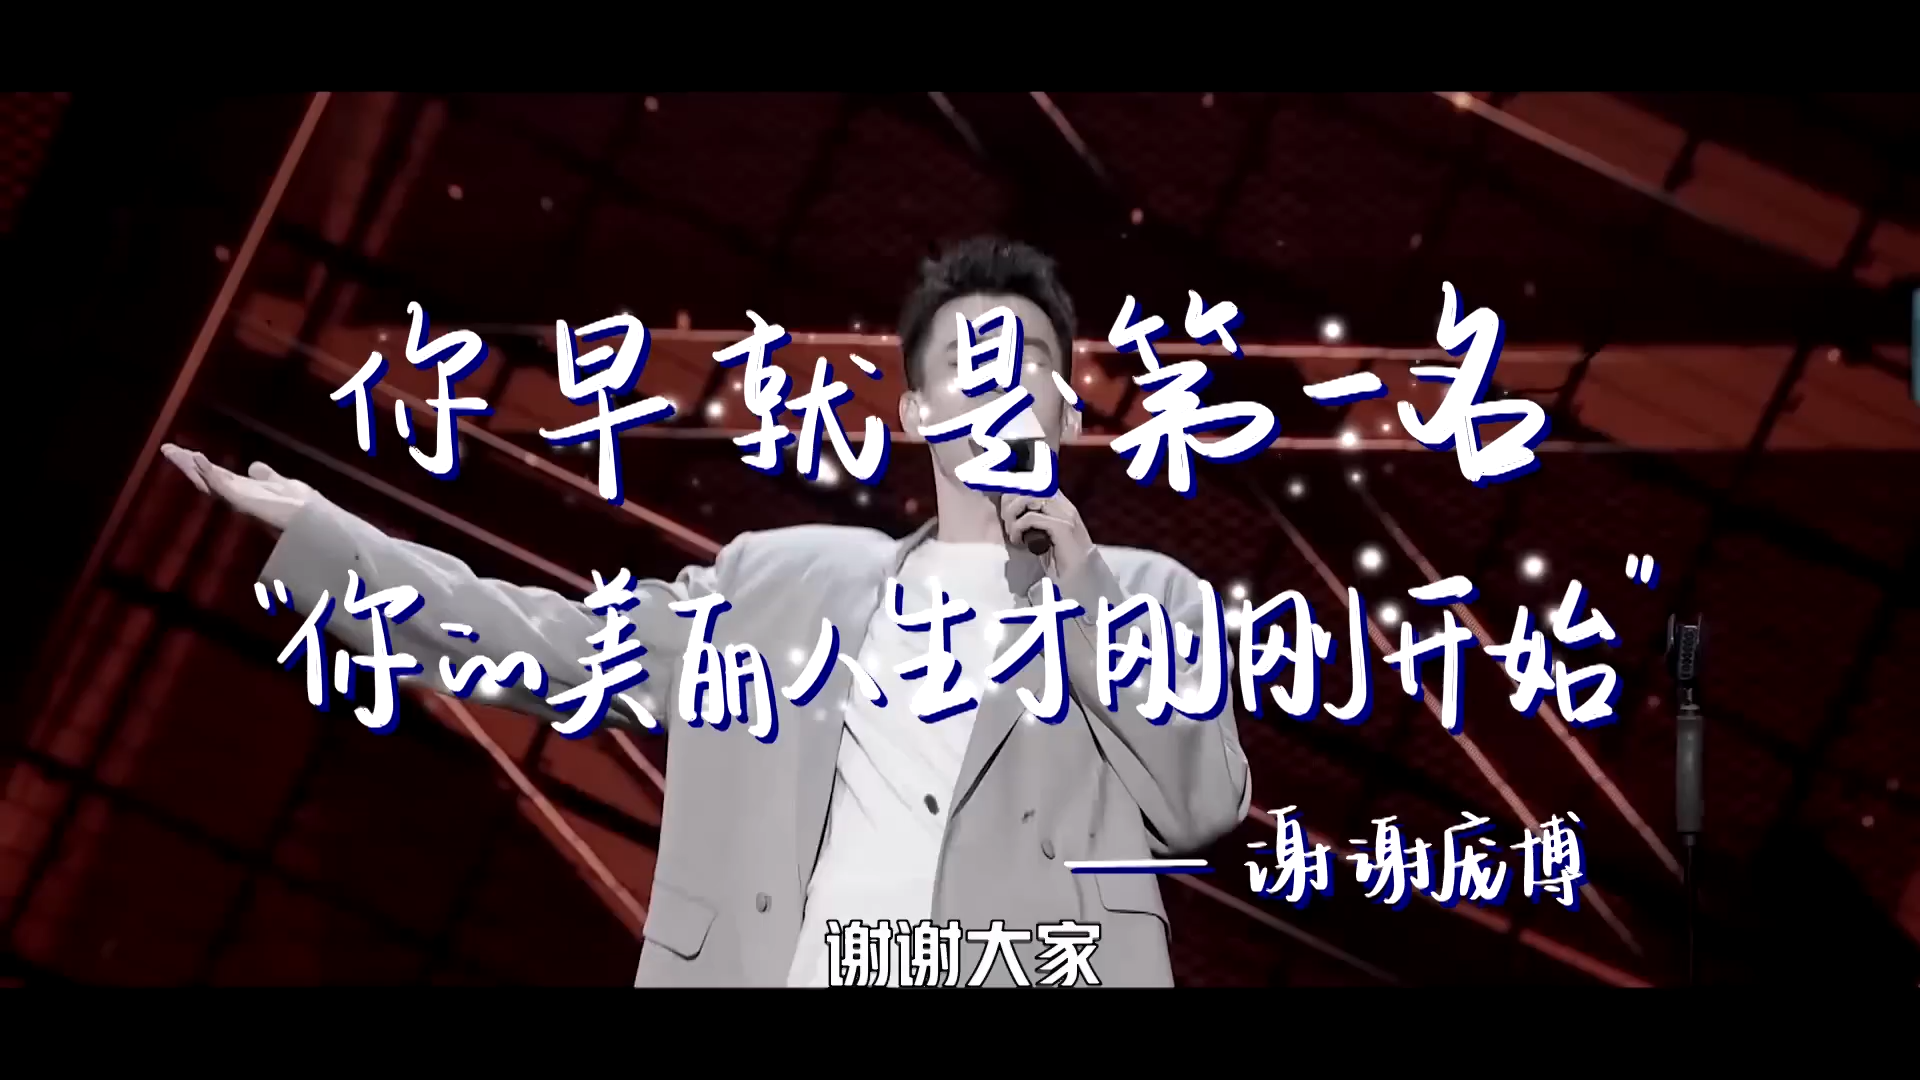 你早就是第一名
“你的美丽人生才刚刚开始”
——谢谢庞博
谢谢大家